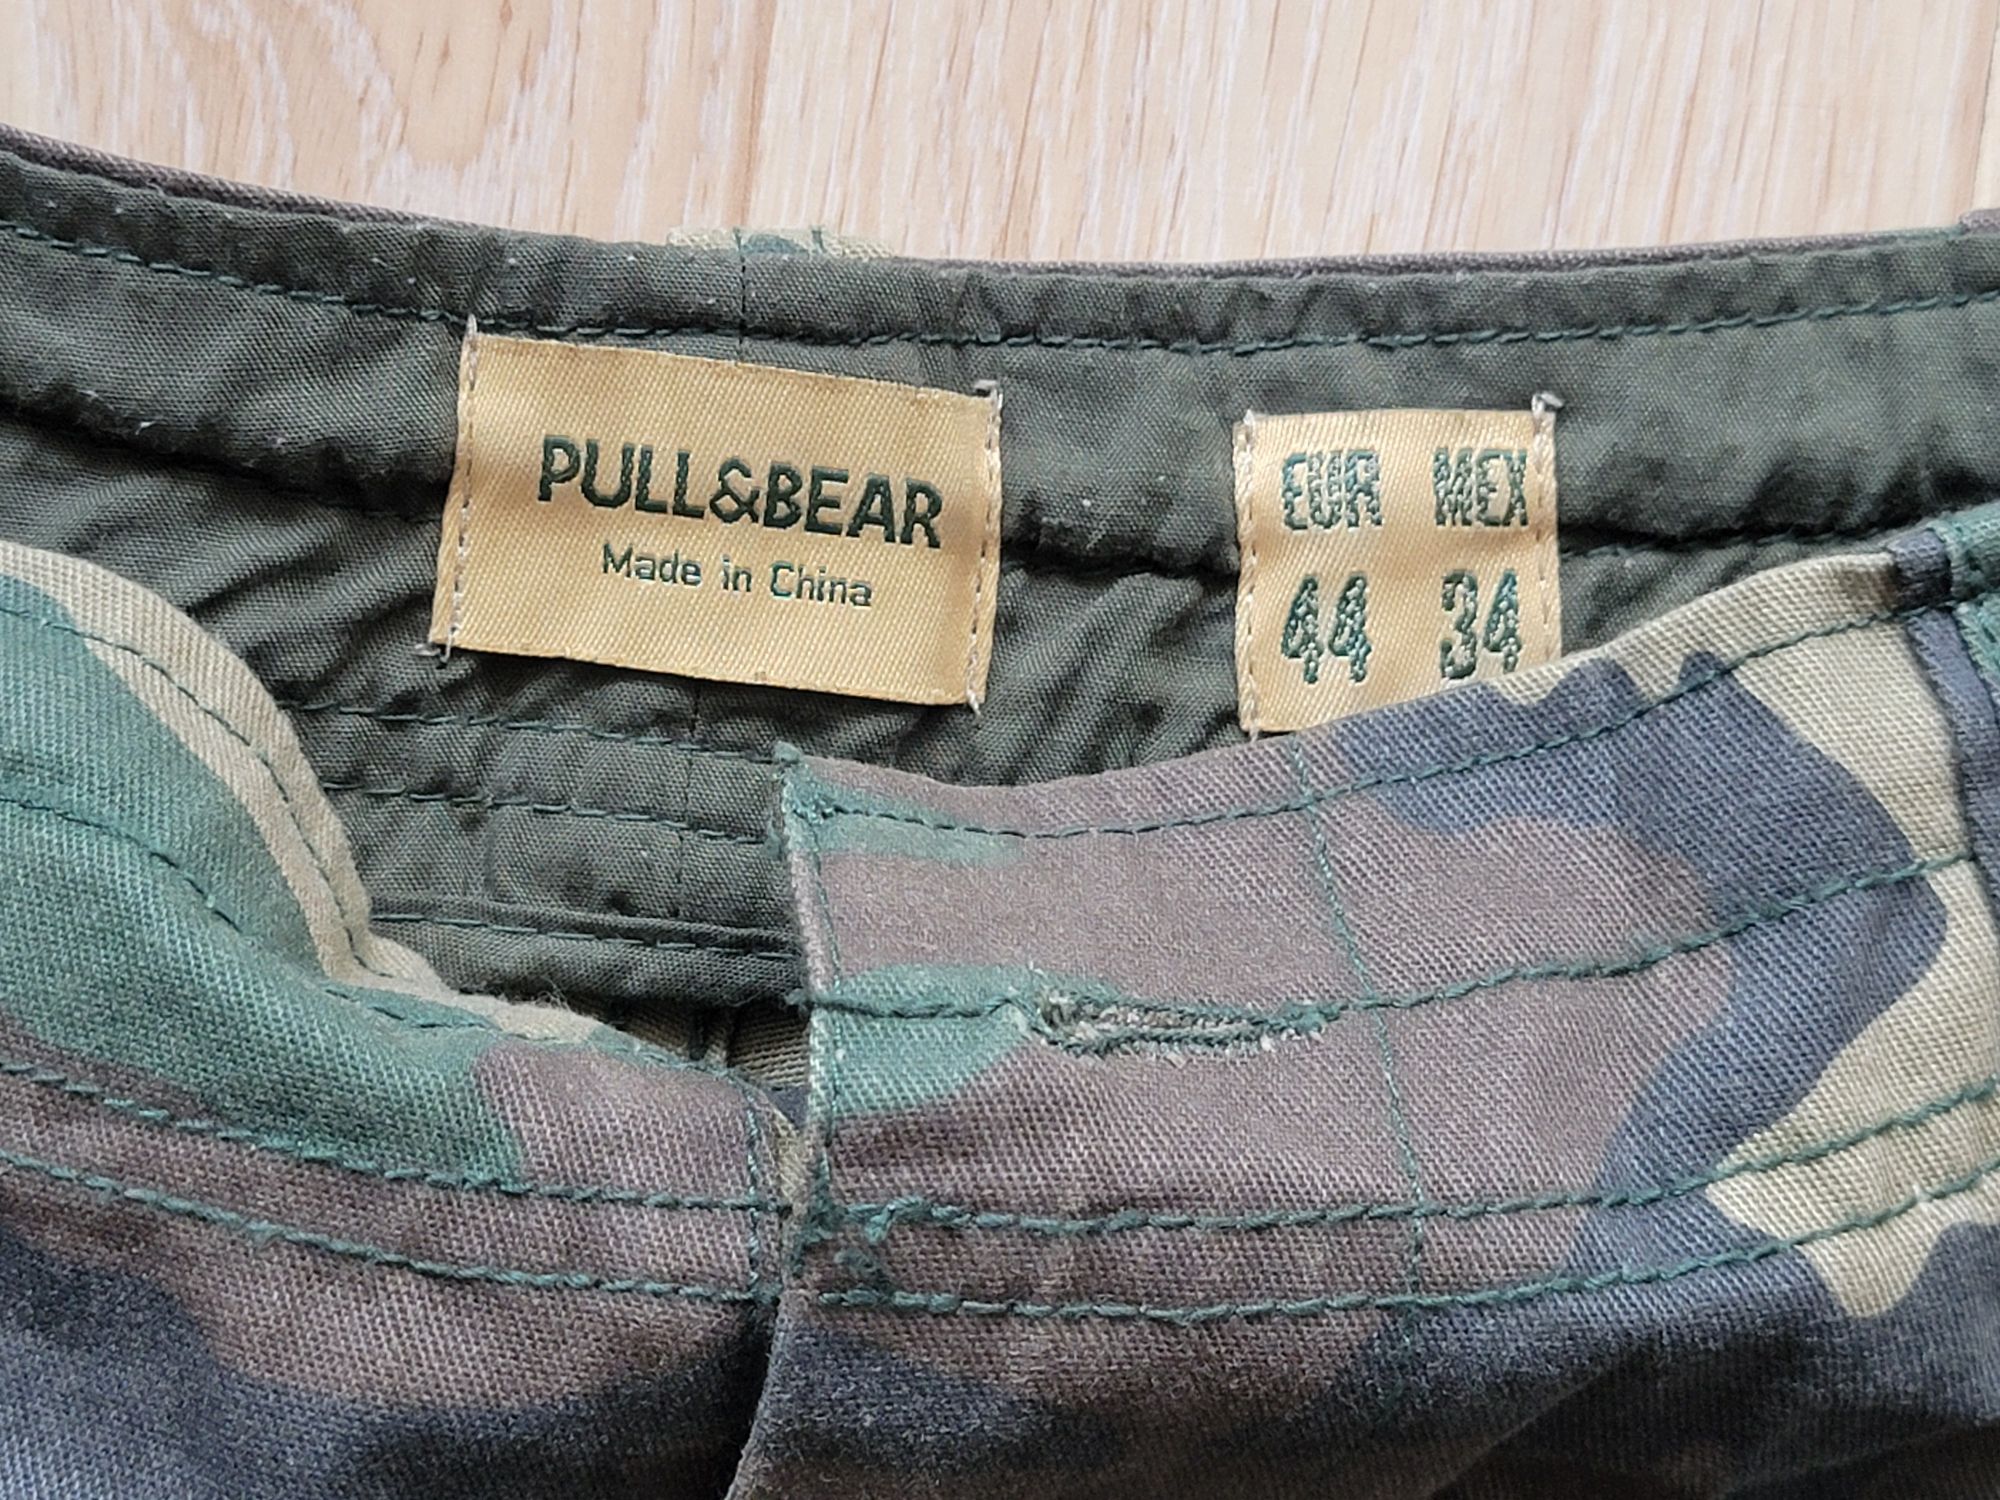 PULL&BEAR
Made in China
EUR MEX
44 34